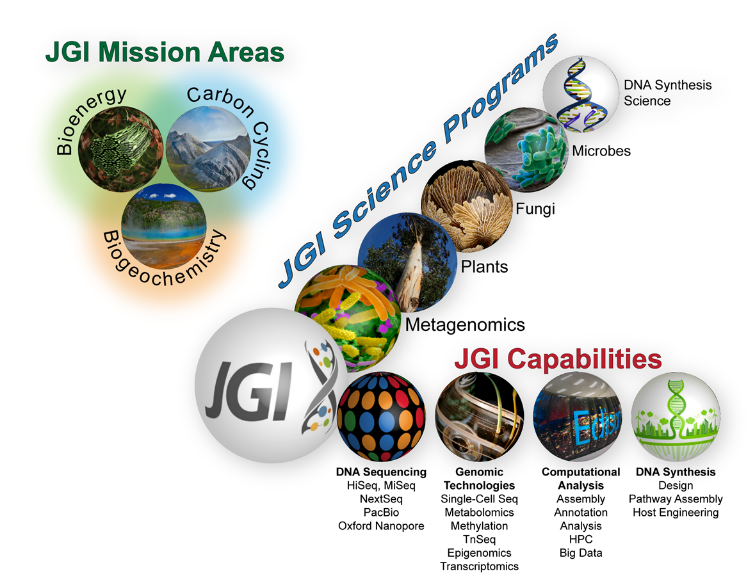 JGI Mission Areas
Bioenergy
Carbon Cycling
Biogeochemistry
JGI Science Programs
DNA Synthesis
Science
Microbes
Fungi
Plants
Metagenomics
JGI
JGI Capabilities
DNA Sequencing
HiSeq, MiSeq
NextSeq
PacBio
Oxford Nanopore
Genomic
Technologies
Single-Cell Seq
Metabolomics
Methylation
TnSeq
Epigenomics
Transcriptomics
Computational
Analysis
Assembly
Annotation
Analysis
HPC
Big Data
DNA Synthesis
Design
Pathway Assembly
Host Engineering